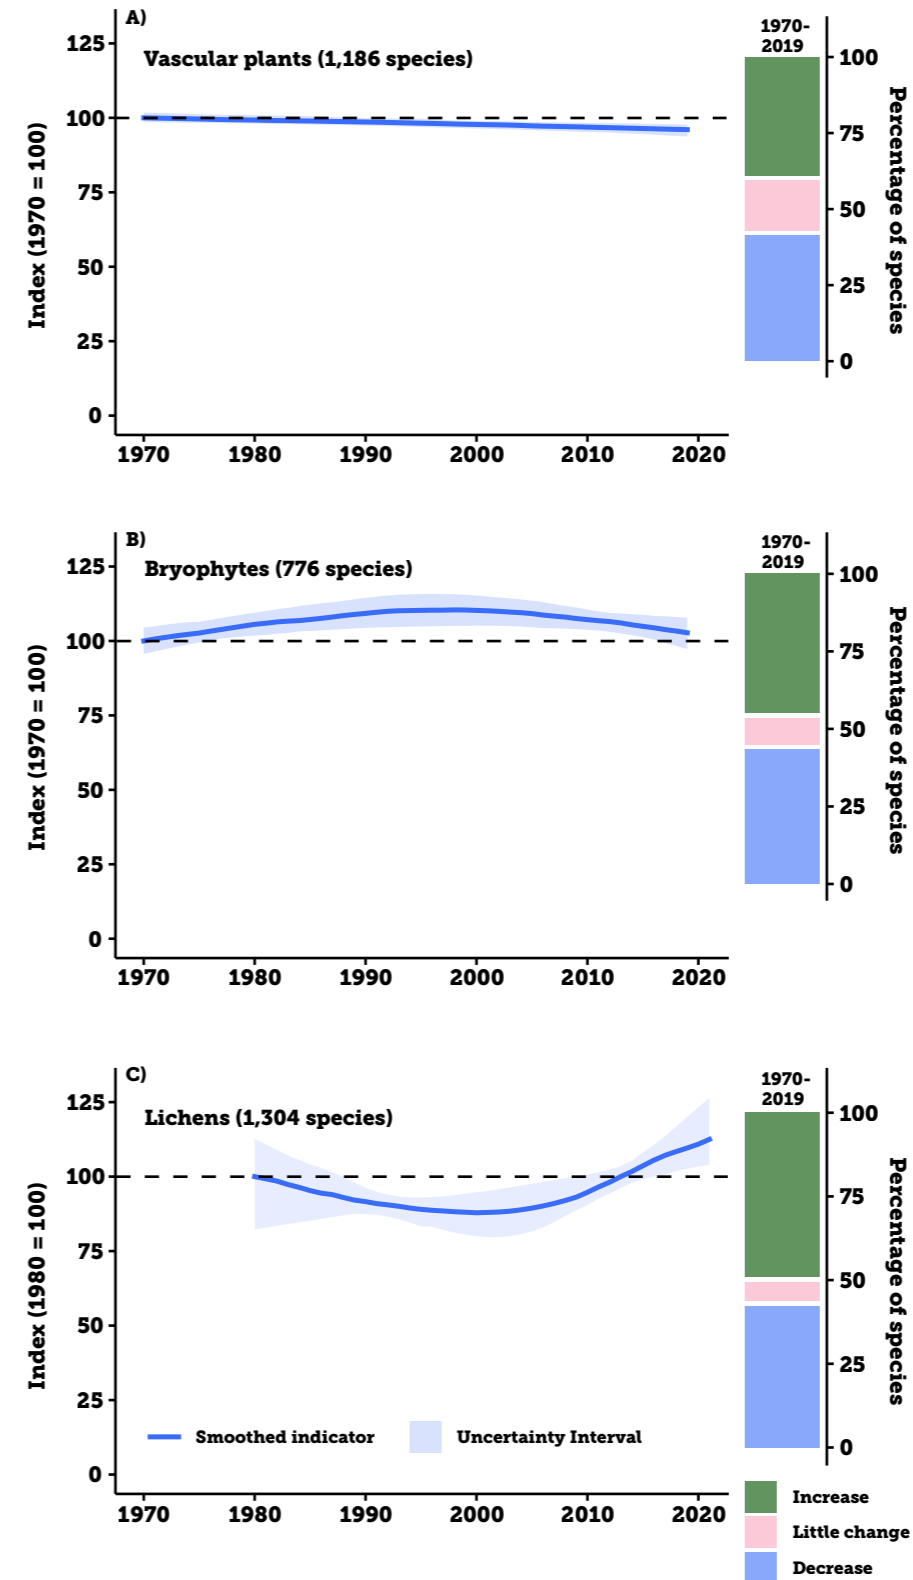 A)
Vascular plants (1,186 species)
Index (1970 = 100)
125
100
75
50
25
0
1970 1980 1990 2000 2010 2020
1970-
2019
100
75
50
25
0
Percentage of species
B)
Bryophytes (776 species)
Index (1970 = 100)
125
100
75
50
25
0
1970 1980 1990 2000 2010 2020
1970-
2019
100
75
50
25
0
Percentage of species
C)
Lichens (1,304 species)
Index (1980 = 100)
125
100
75
50
25
0
Smoothed indicator
Uncertainty Interval
1970 1980 1990 2000 2010 2020
1970-
2019
100
75
50
25
0
Percentage of species
Increase
Little change
Decrease